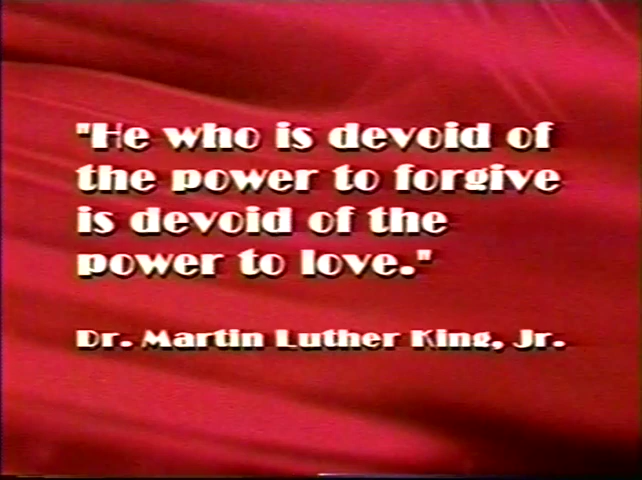 "He who is devoid of
the power to forgive
is devoid of the
power to love."
Dr. Martin Luther King, Jr.